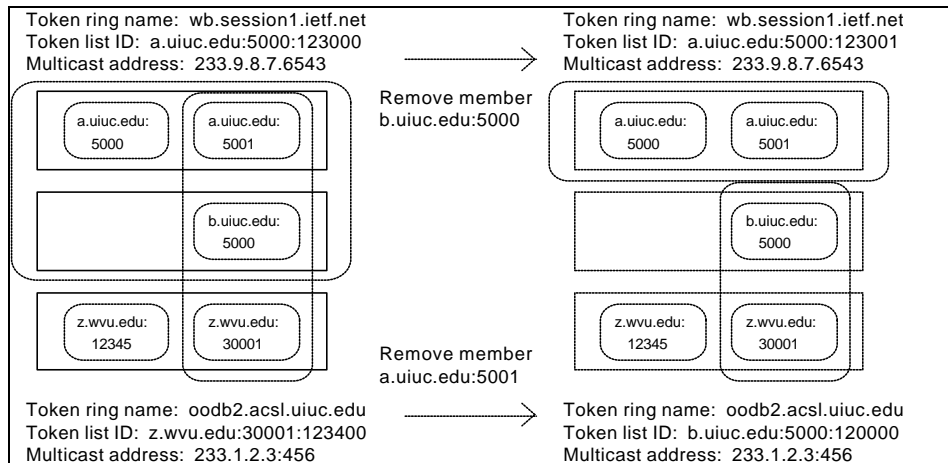 Token ring name: wb.session1.ietf.net
Token list ID: a.uiuc.edu:5000:123000
Multicast address: 233.9.8.7.6543
Token ring name: wb.session1.ietf.net
Token list ID: a.uiuc.edu:5000:123001
Multicast address: 233.9.8.7.6543
Remove member
b.uiuc.edu:5000
a.uiuc.edu:
5000
a.uiuc.edu:
5001
b.uiuc.edu:
5000
z.wvu.edu:
12345
z.wvu.edu:
30001
a.uiuc.edu:
5000
a.uiuc.edu:
5001
b.uiuc.edu:
5000
z.wvu.edu:
12345
z.wvu.edu:
30001
Remove member
a.uiuc.edu:5001
Token ring name: oodb2.acsl.uiuc.edu
Token list ID: z.wvu.edu:30001:123400
Multicast address: 233.1.2.3:456
Token ring name: oodb2.acsl.uiuc.edu
Token list ID: b.uiuc.edu:5000:120000
Multicast address: 233.1.2.3:456